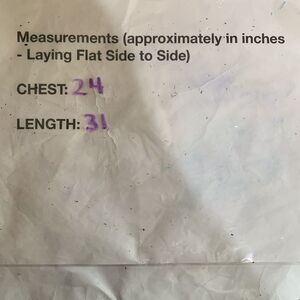 Measurements (approximately in inches
- Laying Flat Side to Side)
CHEST: 24
LENGTH: 31